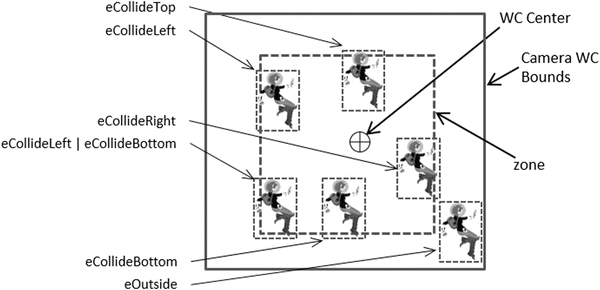 eCollideTop
WC Center
eCollideLeft
Camera WC
Bounds
eCollideRight
eCollideLeft | eCollideBottom
zone
eCollideBottom
eOutside